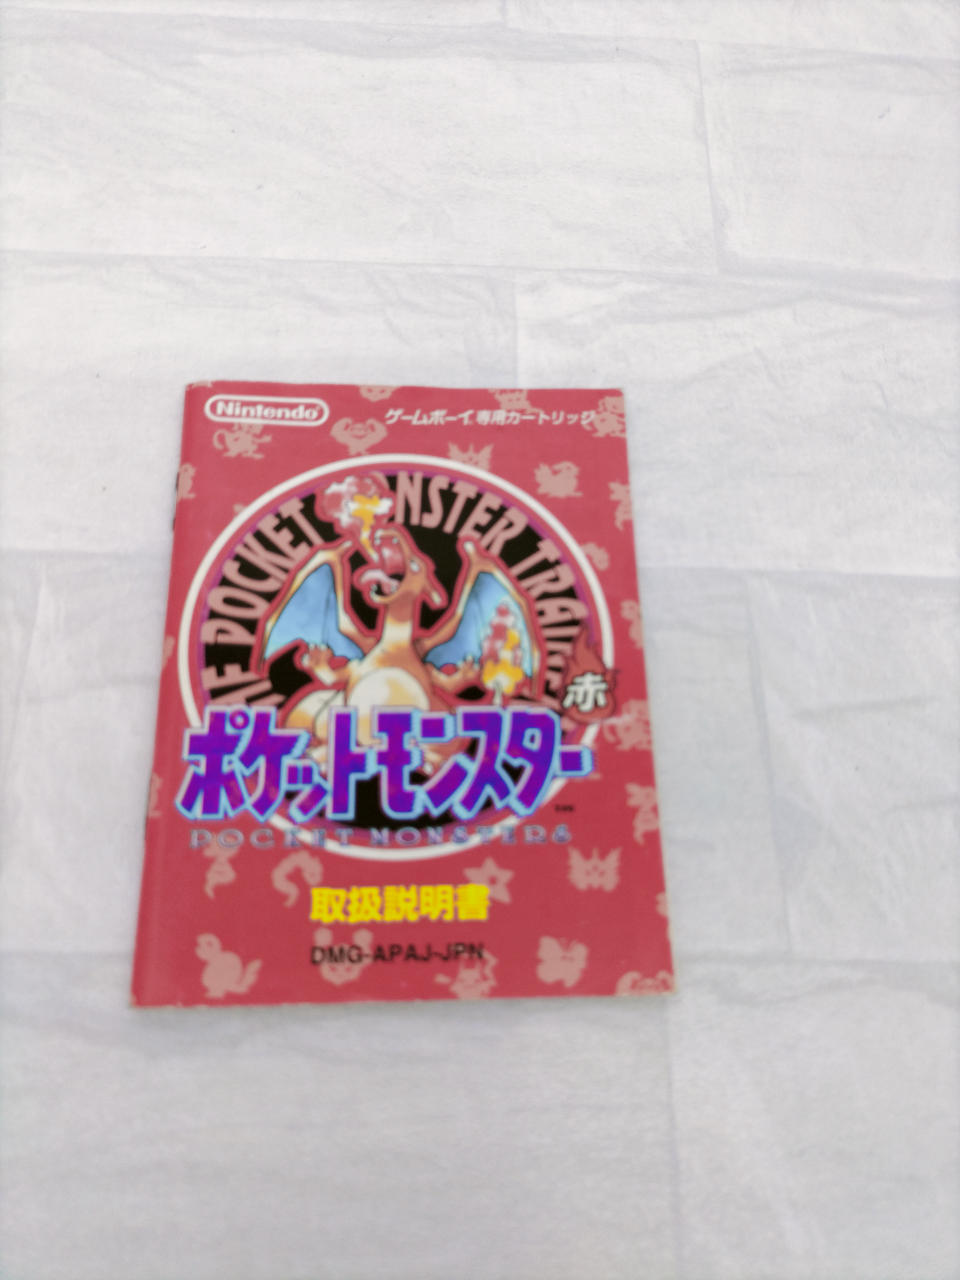 Nintendo
ゲームボーイ専用カートリッジ
POCKET MONSTER TRAINER
赤
ポケットモンスター
POCKET MONSTERS
取扱説明書
DMG-APAJ-JPN